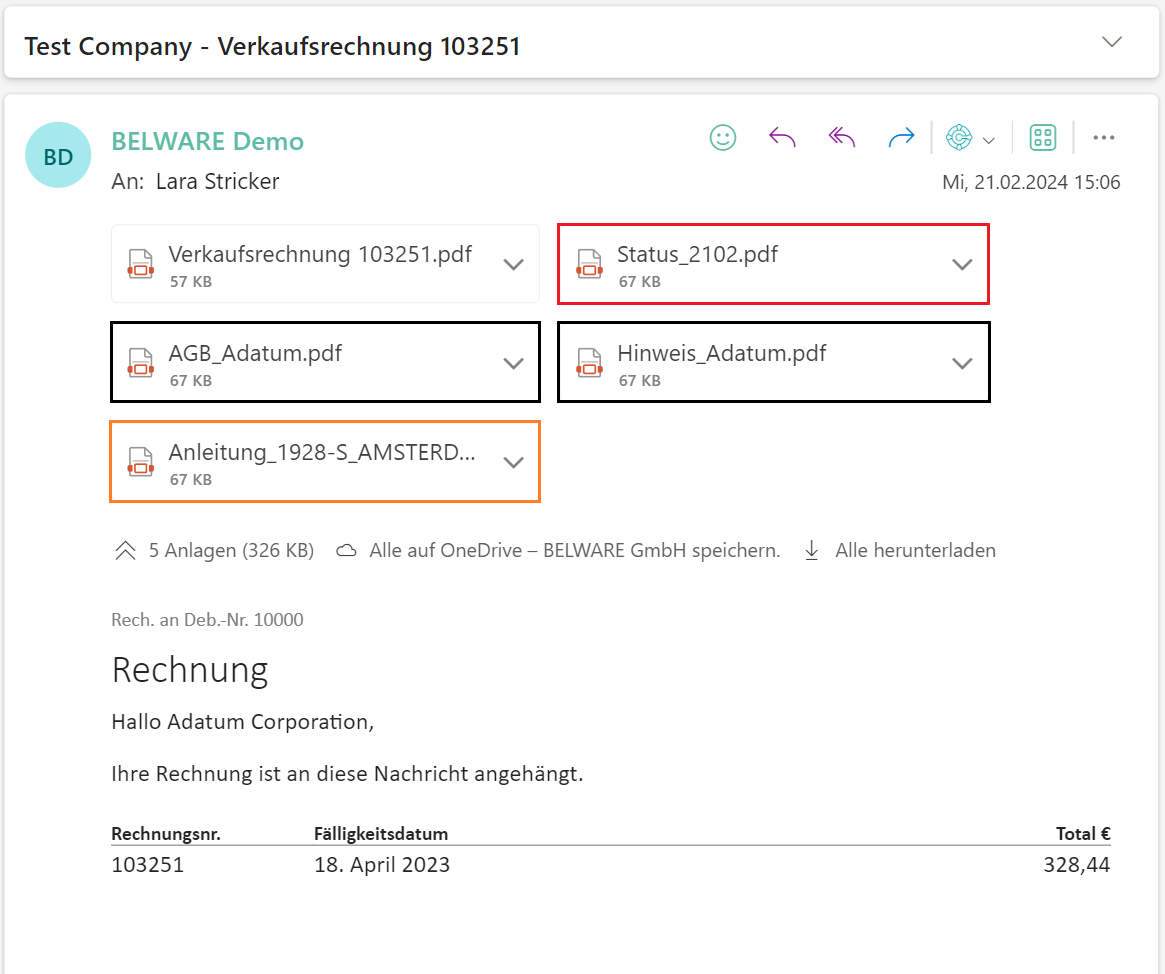 Test Company - Verkaufsrechnung 103251
BD
BELWARE Demo
An: Lara Stricker
Mi, 21.02.2024 15:06
Verkaufsrechnung 103251.pdf
57 KB
Status_2102.pdf
67 KB
AGB_Adatum.pdf
67 KB
Hinweis_Adatum.pdf
67 KB
Anleitung_1928-S_AMSTERD...
67 KB
5 Anlagen (326 KB) Alle auf OneDrive – BELWARE GmbH speichern. Alle herunterladen
Rech. an Deb.-Nr. 10000
Rechnung
Hallo Adatum Corporation,
Ihre Rechnung ist an diese Nachricht angehängt.
Rechnungsnr. Fälligkeitsdatum Total €
103251 18. April 2023 328,44